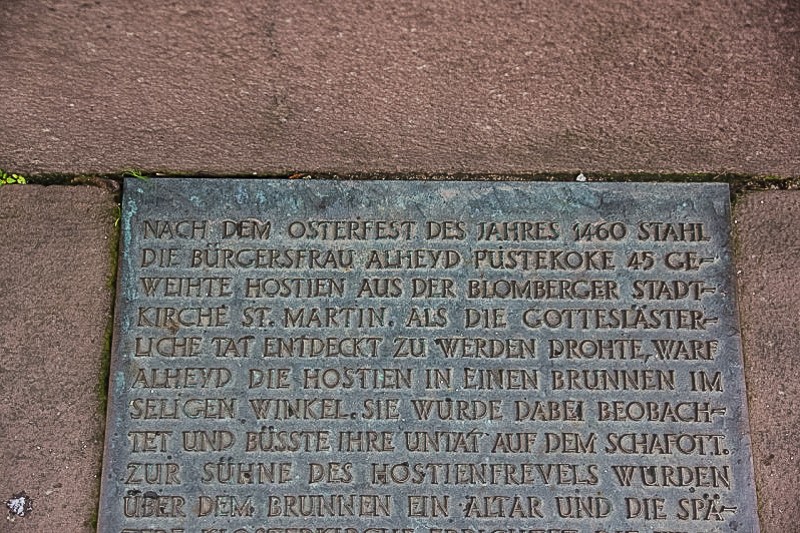 NACH DEM OSTERFEST DES JAHRES 1460 STAHL
DIE BÜRGERSFRAU ALHEYD PUSTEKOKE 45 GE-
WEIHTE HOSTIEN AUS DER BLOMBERGER STADT-
KIRCHE ST. MARTIN. ALS DIE GOTTESLÄSTER-
LICHE TAT ENTDECKT ZU WERDEN DROHTE, WARF
ALHEYD DIE HOSTIEN IN EINEN BRUNNEN IM
SELIGEN WINKEL. SIE WURDE DABEI BEOBACH-
TET UND BÜSSTE IHRE UNTAT AUF DEM SCHAFOTT.
ZUR SÜHNE DES HOSTIENFREVELS WURDEN
ÜBER DEM BRUNNEN EIN ALTAR UND DIE SPÄ-
TERE KLOSTERKIRCHE ERRICHTET